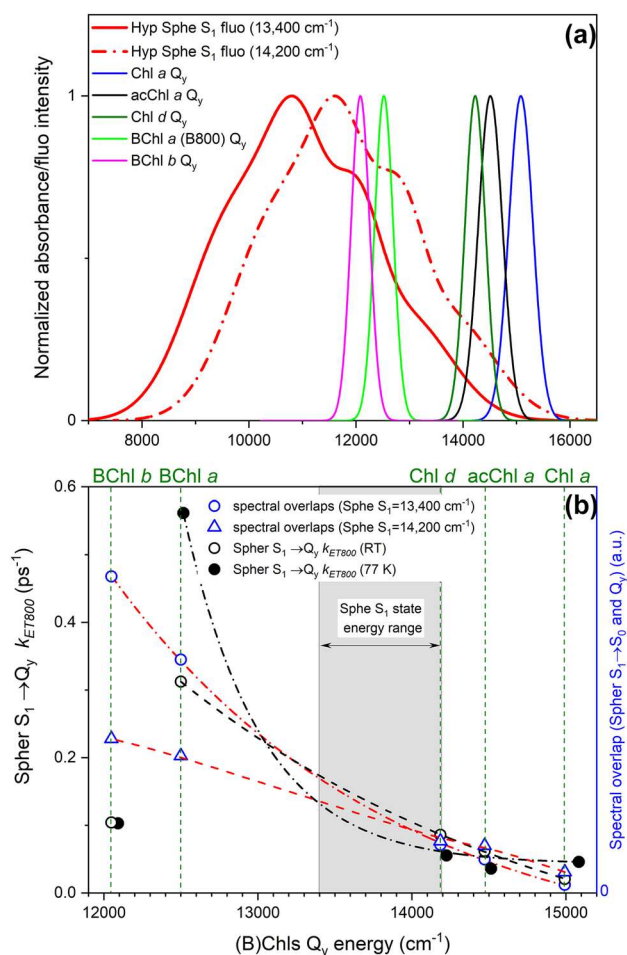 (a)
Hyp Sphe S₁ fluo (13,400 cm⁻¹)
Hyp Sphe S₁ fluo (14,200 cm⁻¹)
Chl a Qy
acChl a Qy
Chl d Qy
BChl a (B800) Qy
BChl b Qy
Normalized absorbance/fluo intensity
1
0
8000 10000 12000 14000 16000
BChl b BChl a Chl d acChl a Chl a
(b)
spectral overlaps (Sphe S₁=13,400 cm⁻¹)
spectral overlaps (Sphe S₁=14,200 cm⁻¹)
Spher S₁→Qy kET800 (RT)
Spher S₁→Qy kET800 (77 K)
Sphe S₁ state
energy range
Spher S₁→Qy kET800 (ps⁻¹)
0.6
0.4
0.2
0.0
Spectral overlap (Spher S₁→S₀ and Qy) (a.u.)
0
12000 13000 14000 15000
(B)Chls Qy energy (cm⁻¹)